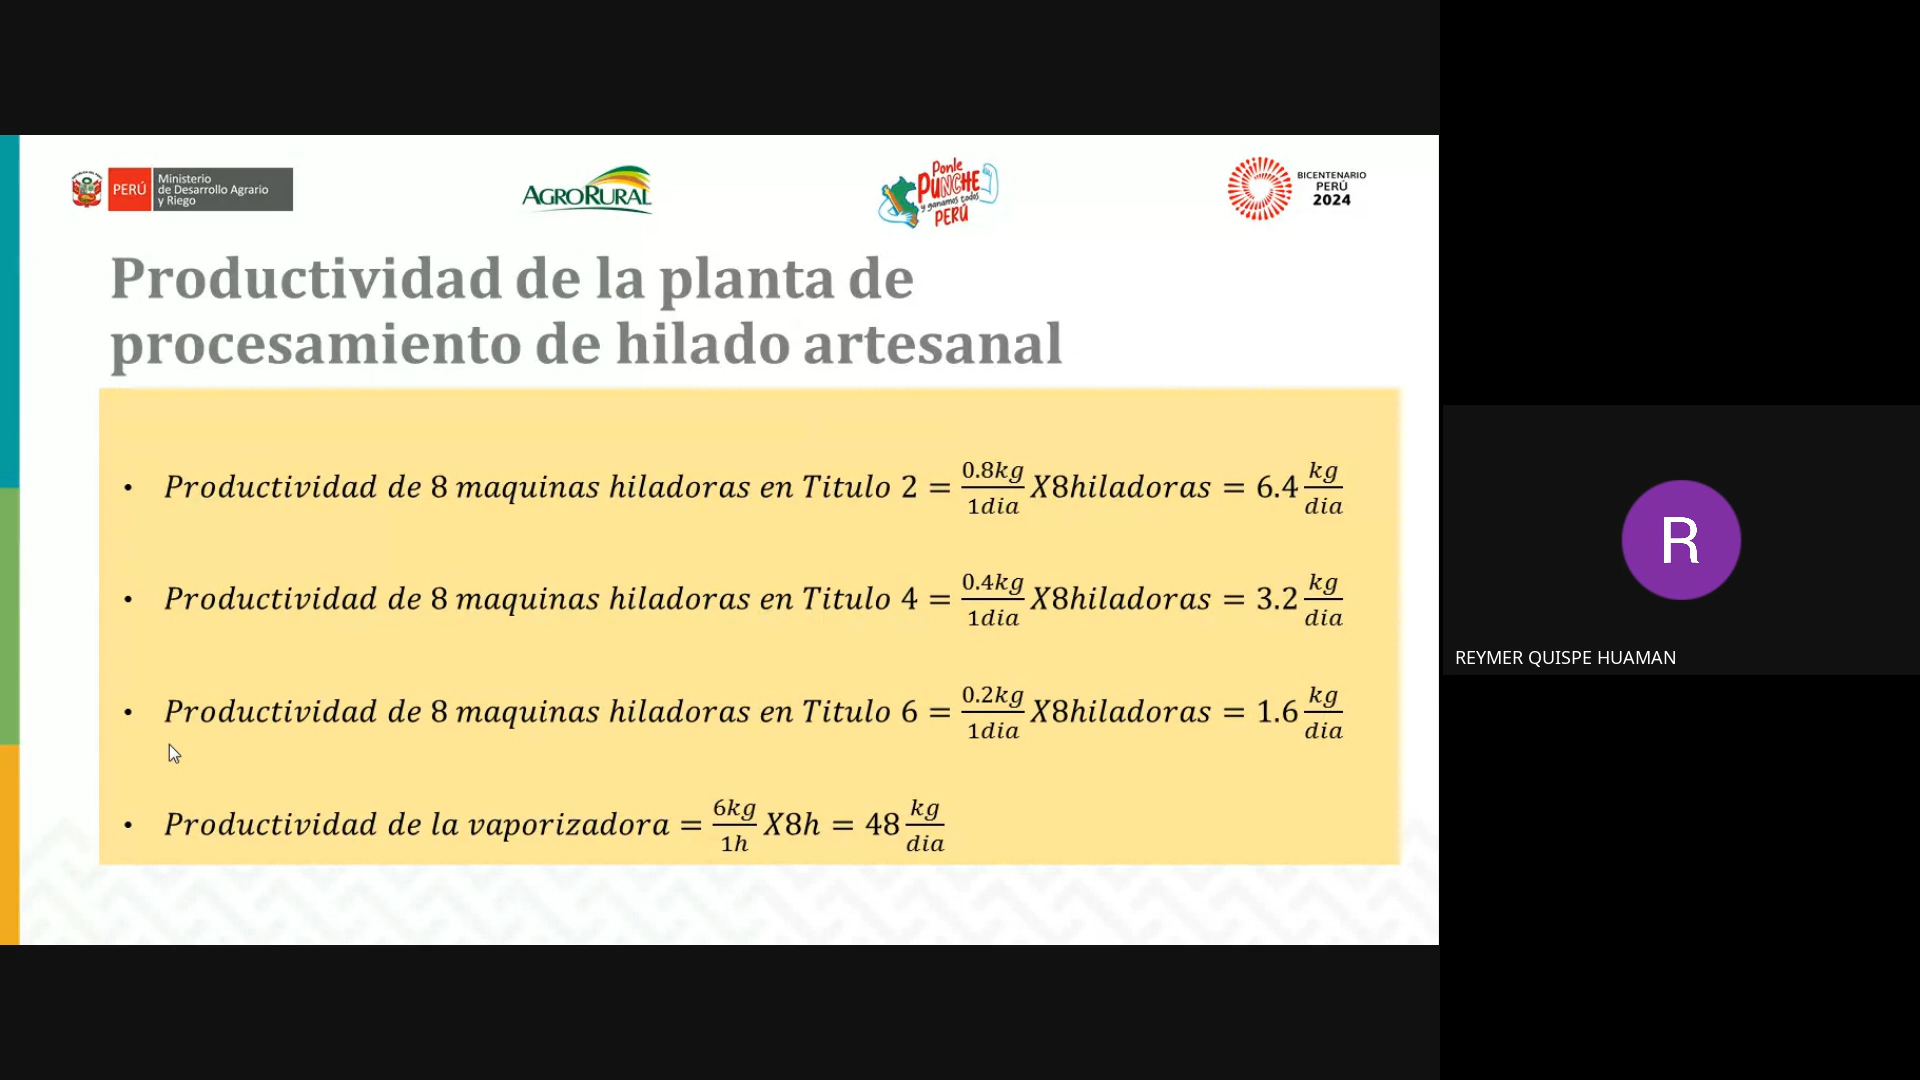 PERÚ
Ministerio
de Desarrollo Agrario
y Riego
AGRORURAL
Ponle
PUNCHE
y ganamos todos
PERÚ
BICENTENARIO
PERÚ
2024
Productividad de la planta de
procesamiento de hilado artesanal
• Productividad de 8 maquinas hiladoras en Titulo 2 = 0.8kg/1dia X8hiladoras = 6.4 kg/dia
• Productividad de 8 maquinas hiladoras en Titulo 4 = 0.4kg/1dia X8hiladoras = 3.2 kg/dia
• Productividad de 8 maquinas hiladoras en Titulo 6 = 0.2kg/1dia X8hiladoras = 1.6 kg/dia
• Productividad de la vaporizadora = 6kg/1h X8h = 48 kg/dia
R
REYMER QUISPE HUAMAN